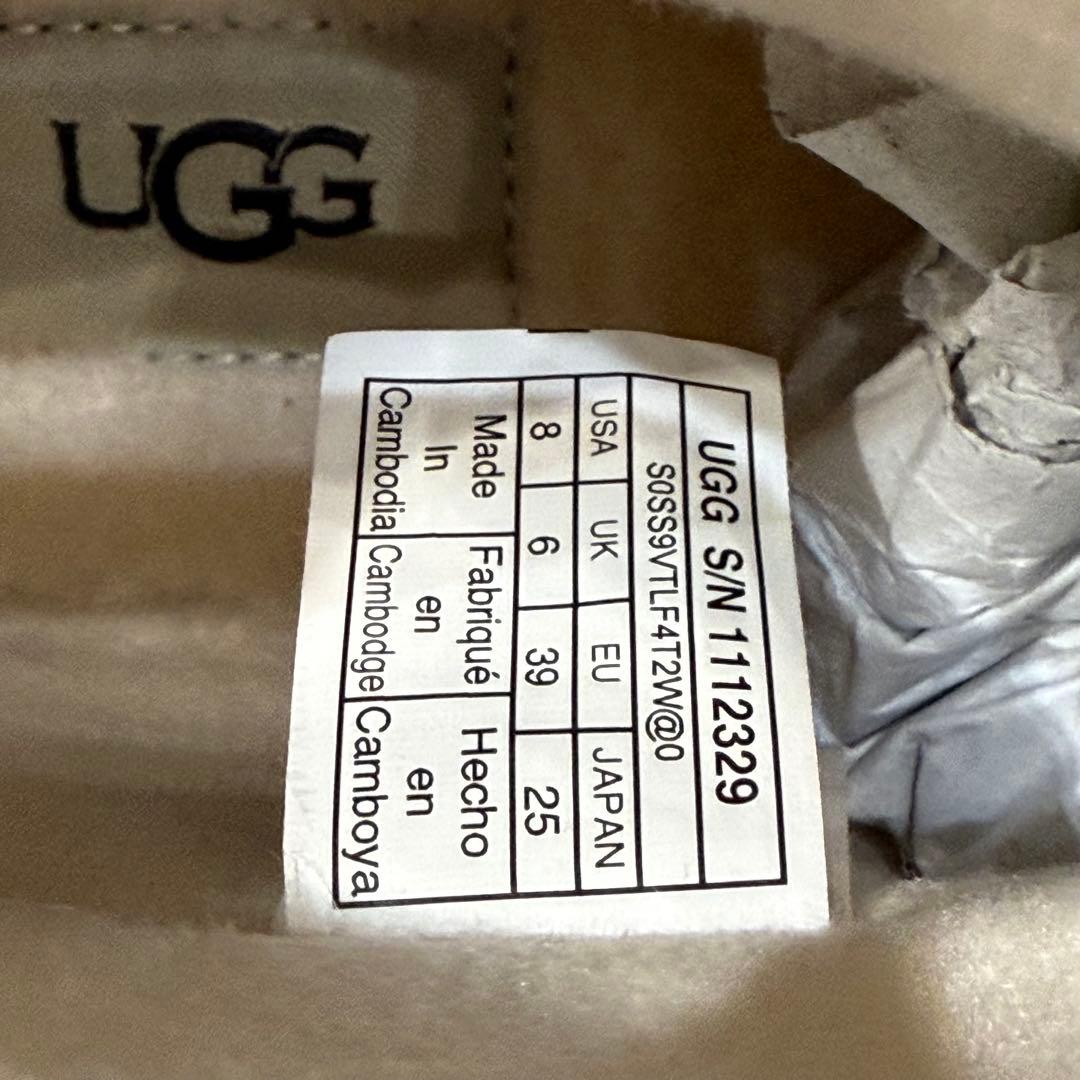 UGG
UGG S/N 1112329
S0SS9VTLF4T2W@0
USA UK EU JAPAN
8 6 39 25
Made Fabriqué Hecho
In en en
Cambodia Cambodge Camboya